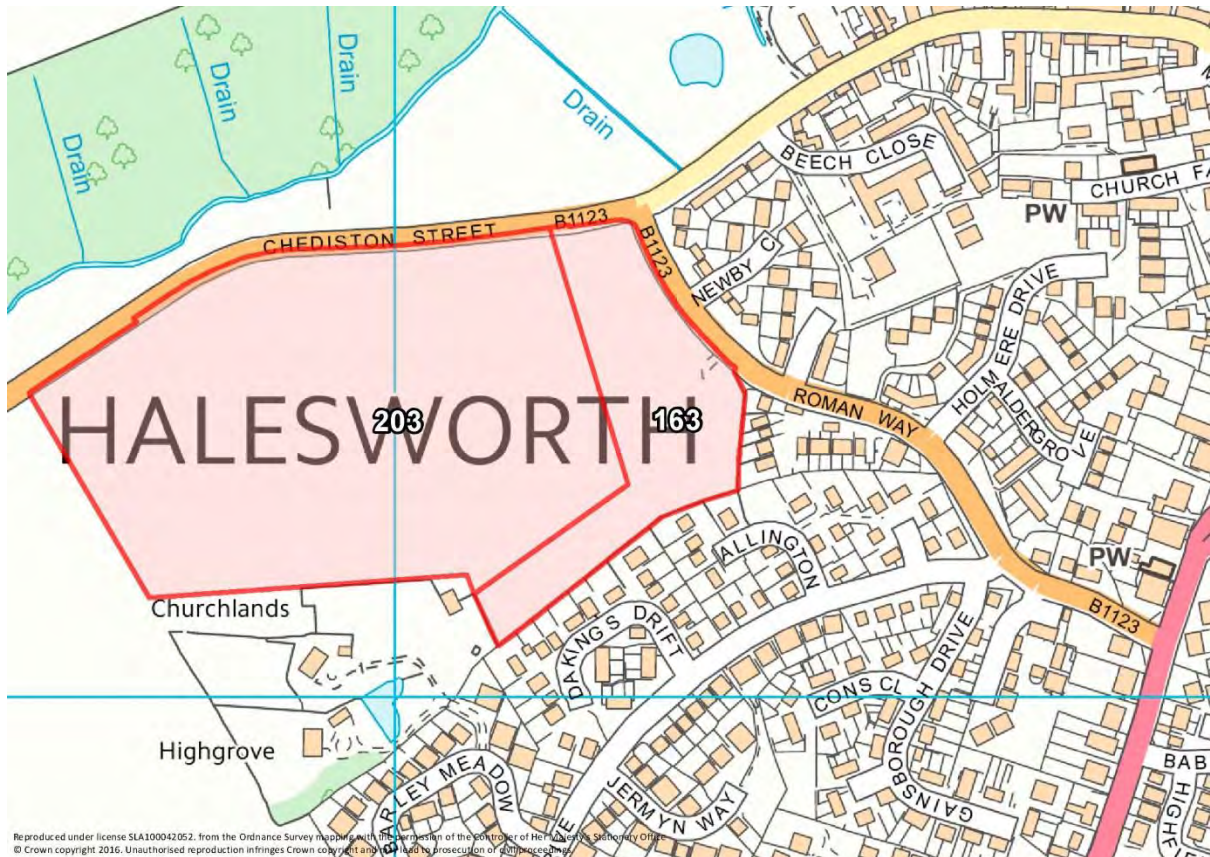 Drain
Drain
Drain
Drain
BEECH CLOSE
CHURCH FA
PW
CHEDISTON STREET
B1123
B1123
NEWBY C
HOLMERE DRIVE
ALDERGROVE
HALESWORTH
203
163
ROMAN WAY
ALLINGTON
PW
B1123
Churchlands
DAKINGS DRIFT
CONS CL
GAINSBOROUGH DRIVE
Highgrove
BARLEY MEADOW
JERMYN WAY
BAB
HIGHF
Reproduced under license SLA100042052. from the Ordnance Survey mapping with the permission of the Controller of Her Majesty's Stationary Office
© Crown copyright 2016. Unauthorised reproduction infringes Crown copyright and may lead to prosecution or civil proceedings.